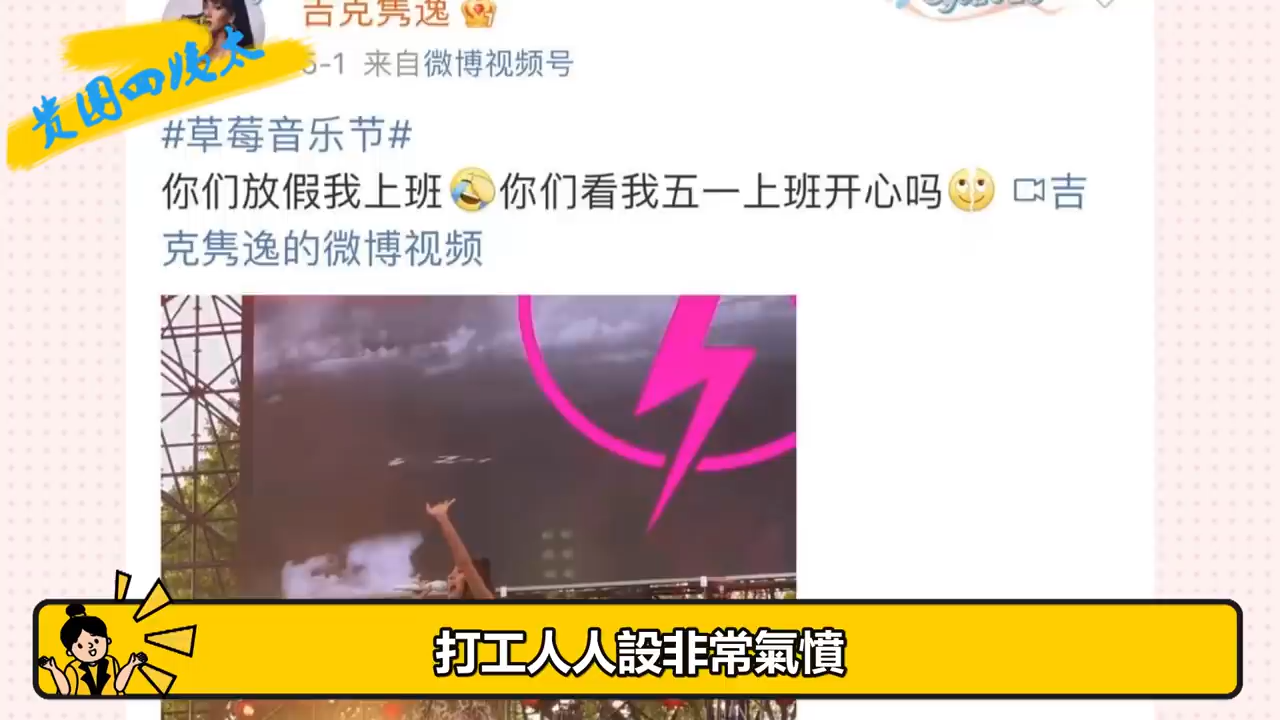 吉克隽逸
5-1 来自微博视频号
贵圈四姨太
#草莓音乐节#
你们放假我上班🤣你们看我五一上班开心吗🙄 吉
克隽逸的微博视频
打工人人設非常氣憤